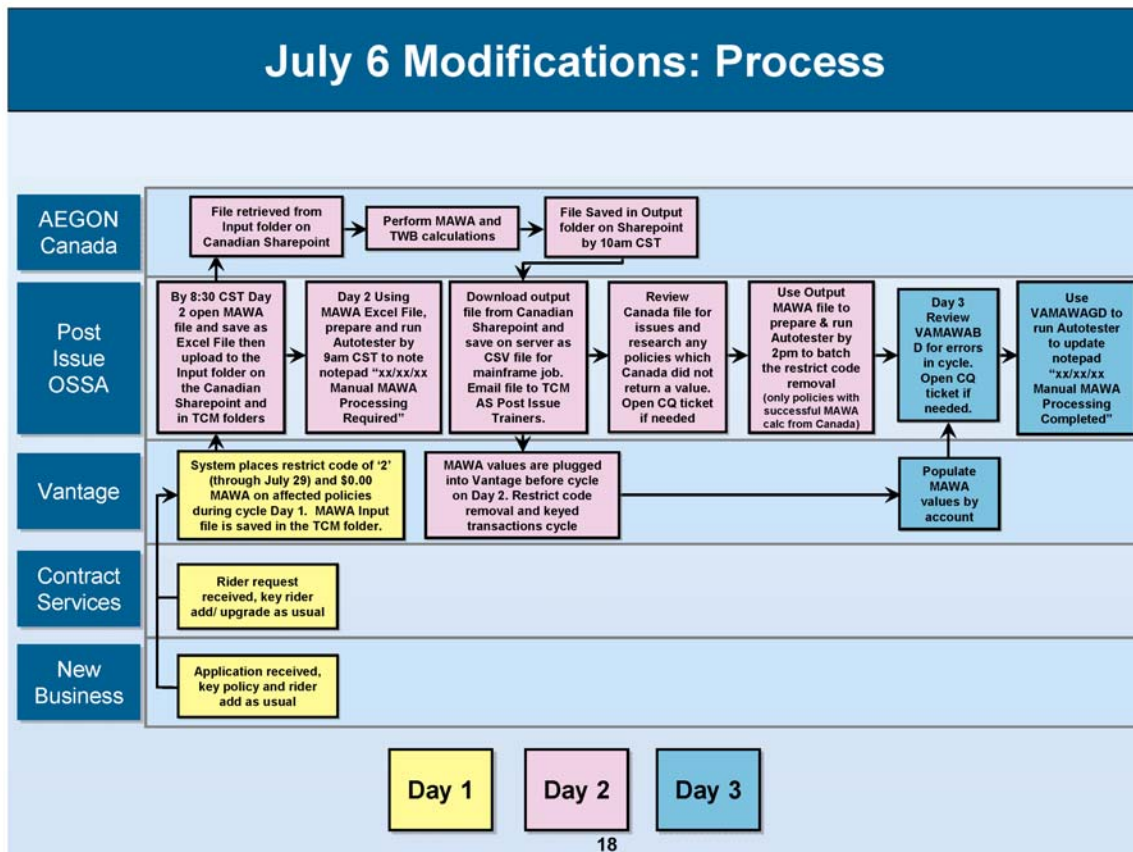 July 6 Modifications: Process
AEGON
Canada
File retrieved from
Input folder on
Canadian Sharepoint
Perform MAWA and
TWB calculations
File Saved in Output
folder on Sharepoint
by 10am CST
Post
Issue
OSSA
By 8:30 CST Day
2 open MAWA
file and save as
Excel File then
upload to the
Input folder on
the Canadian
Sharepoint and
in TCM folders
Day 2 Using
MAWA Excel File,
prepare and run
Autotester by
9am CST to note
notepad “xx/xx/xx
Manual MAWA
Processing
Required”
Download output
file from Canadian
Sharepoint and
save on server as
CSV file for
mainframe job.
Email file to TCM
AS Post Issue
Trainers.
Review
Canada file for
issues and
research any
policies which
Canada did not
return a value.
Open CQ ticket
if needed
Use Output
MAWA file to
prepare & run
Autotester by
2pm to batch
the restrict code
removal
(only policies with
successful MAWA
calc from Canada)
Day 3
Review
VAMAWAB
D for errors
in cycle.
Open CQ
ticket if
needed.
Use
VAMAWAGD to
run Autotester
to update
notepad
“xx/xx/xx
Manual MAWA
Processing
Completed”
Vantage
System places restrict code of ‘2’
(through July 29) and $0.00
MAWA on affected policies
during cycle Day 1. MAWA Input
file is saved in the TCM folder.
MAWA values are plugged
into Vantage before cycle
on Day 2. Restrict code
removal and keyed
transactions cycle
Populate
MAWA
values by
account
Contract
Services
Rider request
received, key rider
add/ upgrade as usual
New
Business
Application received,
key policy and rider
add as usual
Day 1
Day 2
Day 3
18